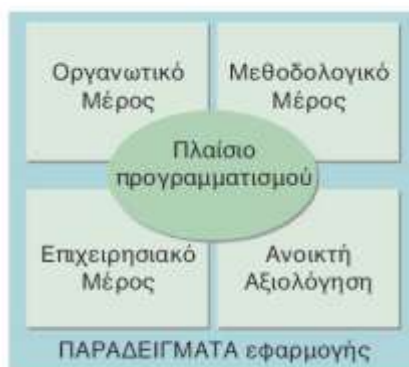 Οργανωτικό
Μέρος
Μεθοδολογικό
Μέρος
Πλαίσιο
προγραμματισμού
Επιχειρησιακό
Μέρος
Ανοικτή
Αξιολόγηση
ΠΑΡΑΔΕΙΓΜΑΤΑ εφαρμογής